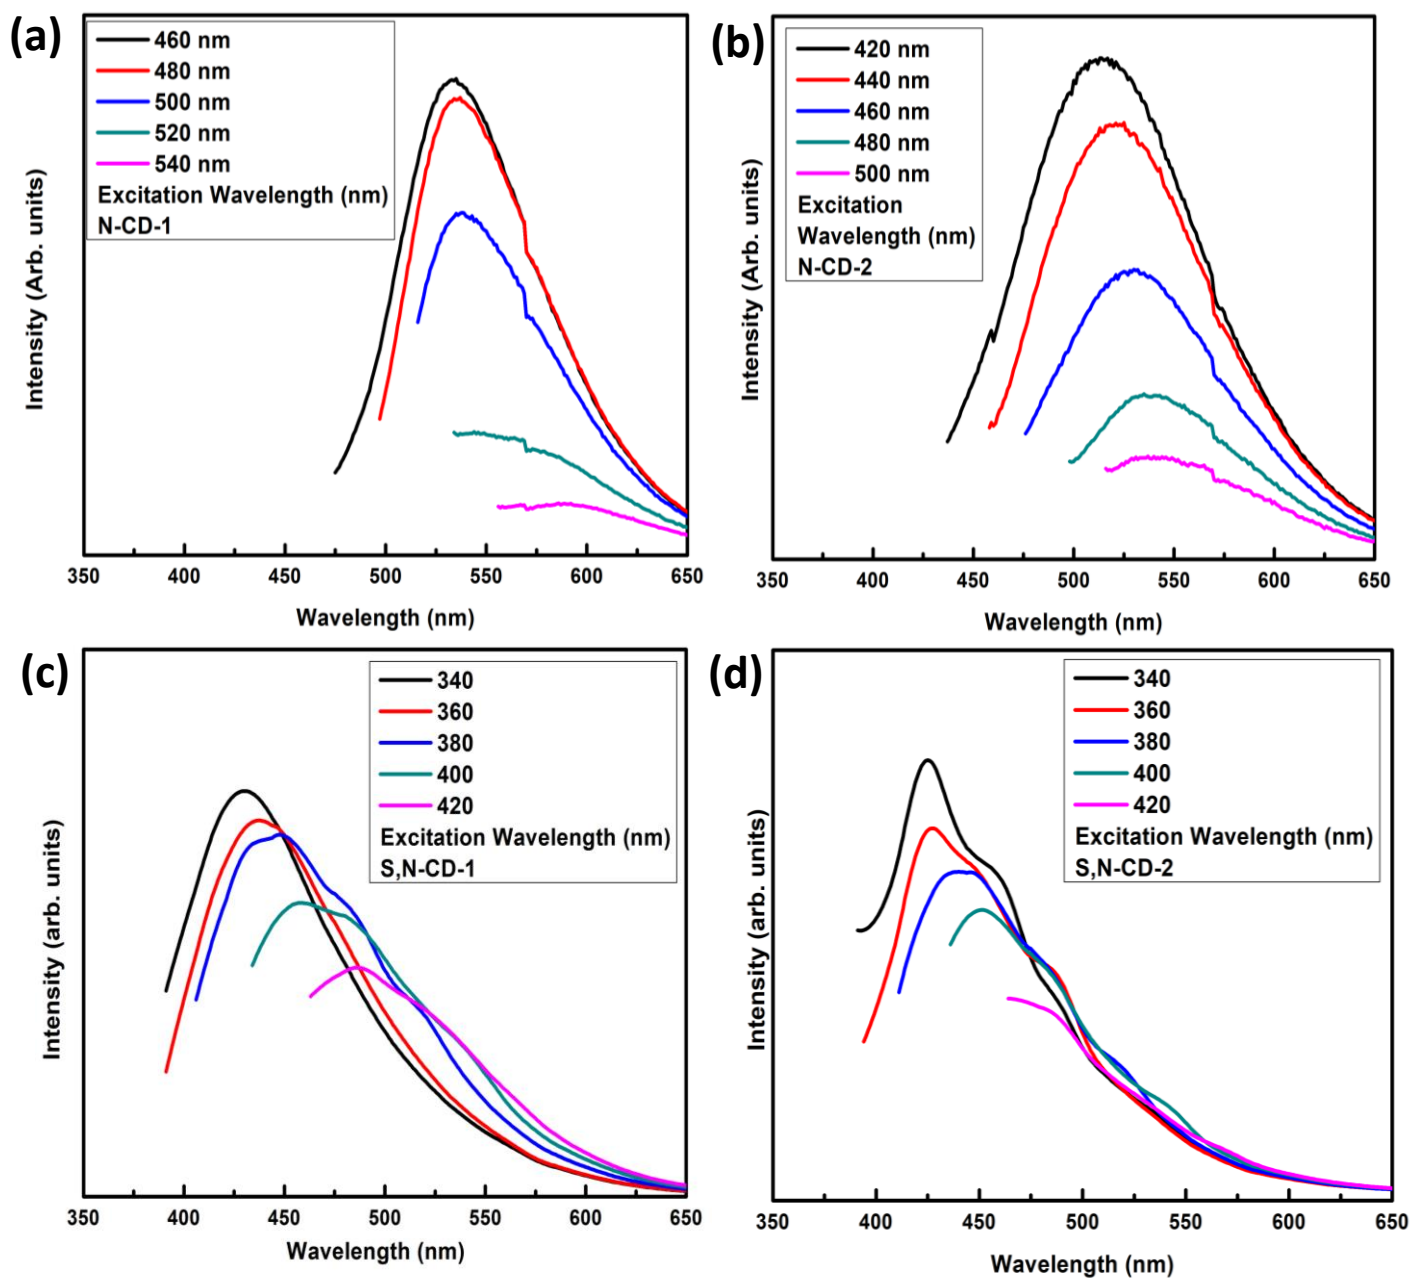 (a)
460 nm
480 nm
500 nm
520 nm
540 nm
Excitation Wavelength (nm)
N-CD-1
Intensity (Arb. units)
350 400 450 500 550 600 650
Wavelength (nm)
(b)
420 nm
440 nm
460 nm
480 nm
500 nm
Excitation
Wavelength (nm)
N-CD-2
Intensity (Arb. units)
350 400 450 500 550 600 650
Wavelength (nm)
(c)
340
360
380
400
420
Excitation Wavelength (nm)
S,N-CD-1
Intensity (arb. units)
350 400 450 500 550 600 650
Wavelength (nm)
(d)
340
360
380
400
420
Excitation Wavelength (nm)
S,N-CD-2
Intensity (arb. units)
350 400 450 500 550 600 650
Wavelength (nm)